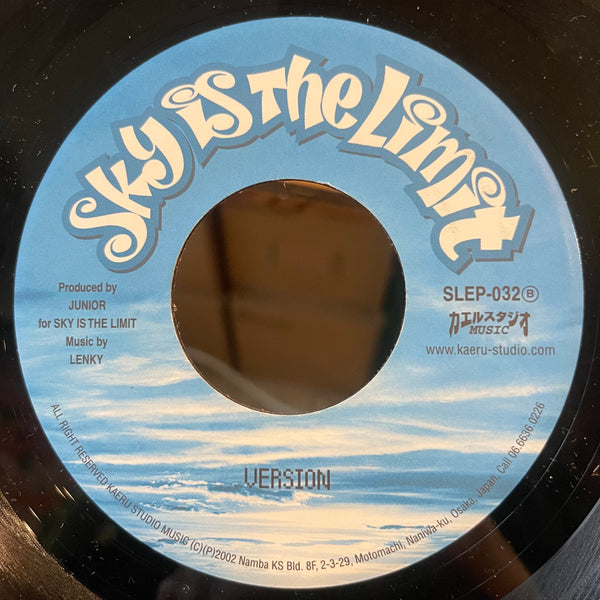 Sky is The Limit
Produced by
JUNIOR
for SKY IS THE LIMIT
Music by
LENKY
SLEP-032Ⓑ
カエルスタジオ
MUSIC
www.kaeru-studio.com
VERSION
ALL RIGHT RESERVED KAERU STUDIO MUSIC (C)(P)2002 Namba KS Bld. 8F, 2-3-29, Motomachi, Naniwa-ku, Osaka, Japan, Call 06.6636.0226